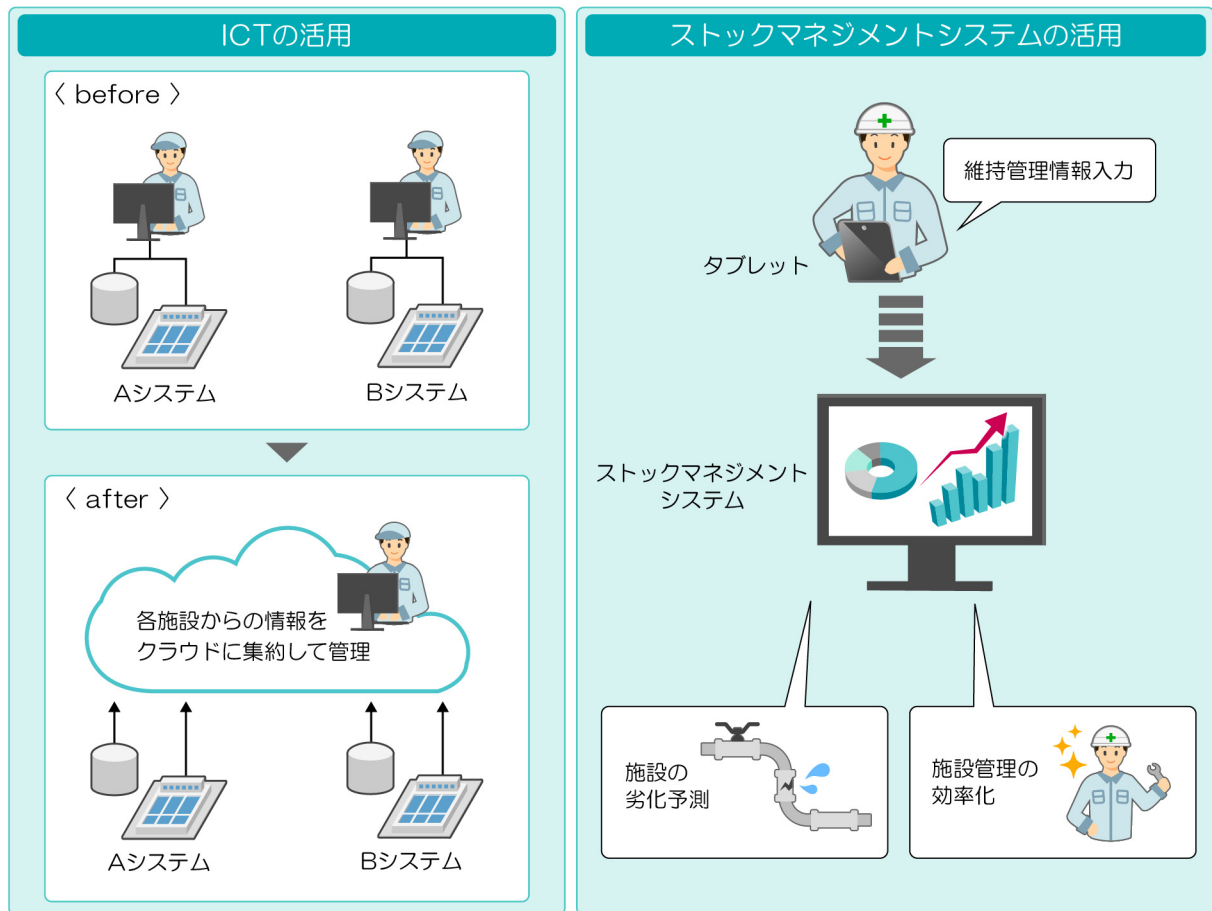 ICTの活用
〈 before 〉
Aシステム
Bシステム
〈 after 〉
各施設からの情報を
クラウドに集約して管理
Aシステム
Bシステム
ストックマネジメントシステムの活用
維持管理情報入力
タブレット
ストックマネジメント
システム
施設の
劣化予測
施設管理の
効率化